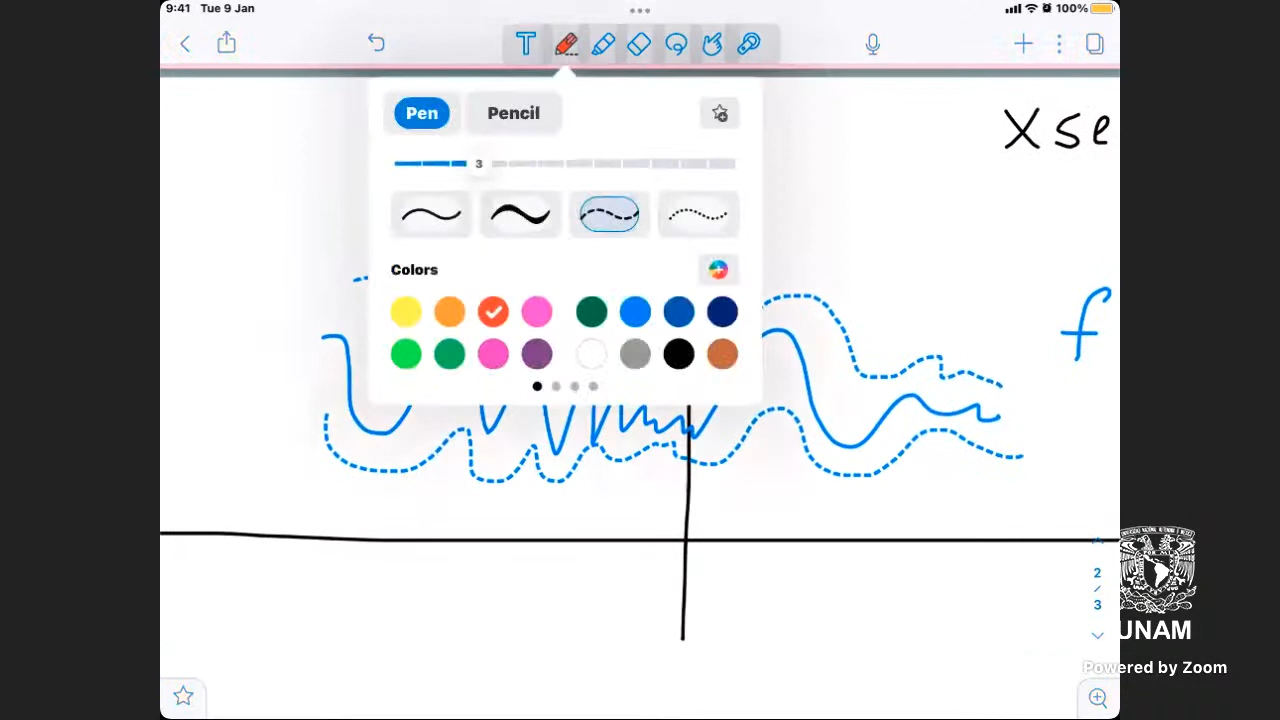 9:41 Tue 9 Jan
100%
T
Pen
Pencil
X se
3
Colors
f
2
3
UNAM
Powered by Zoom